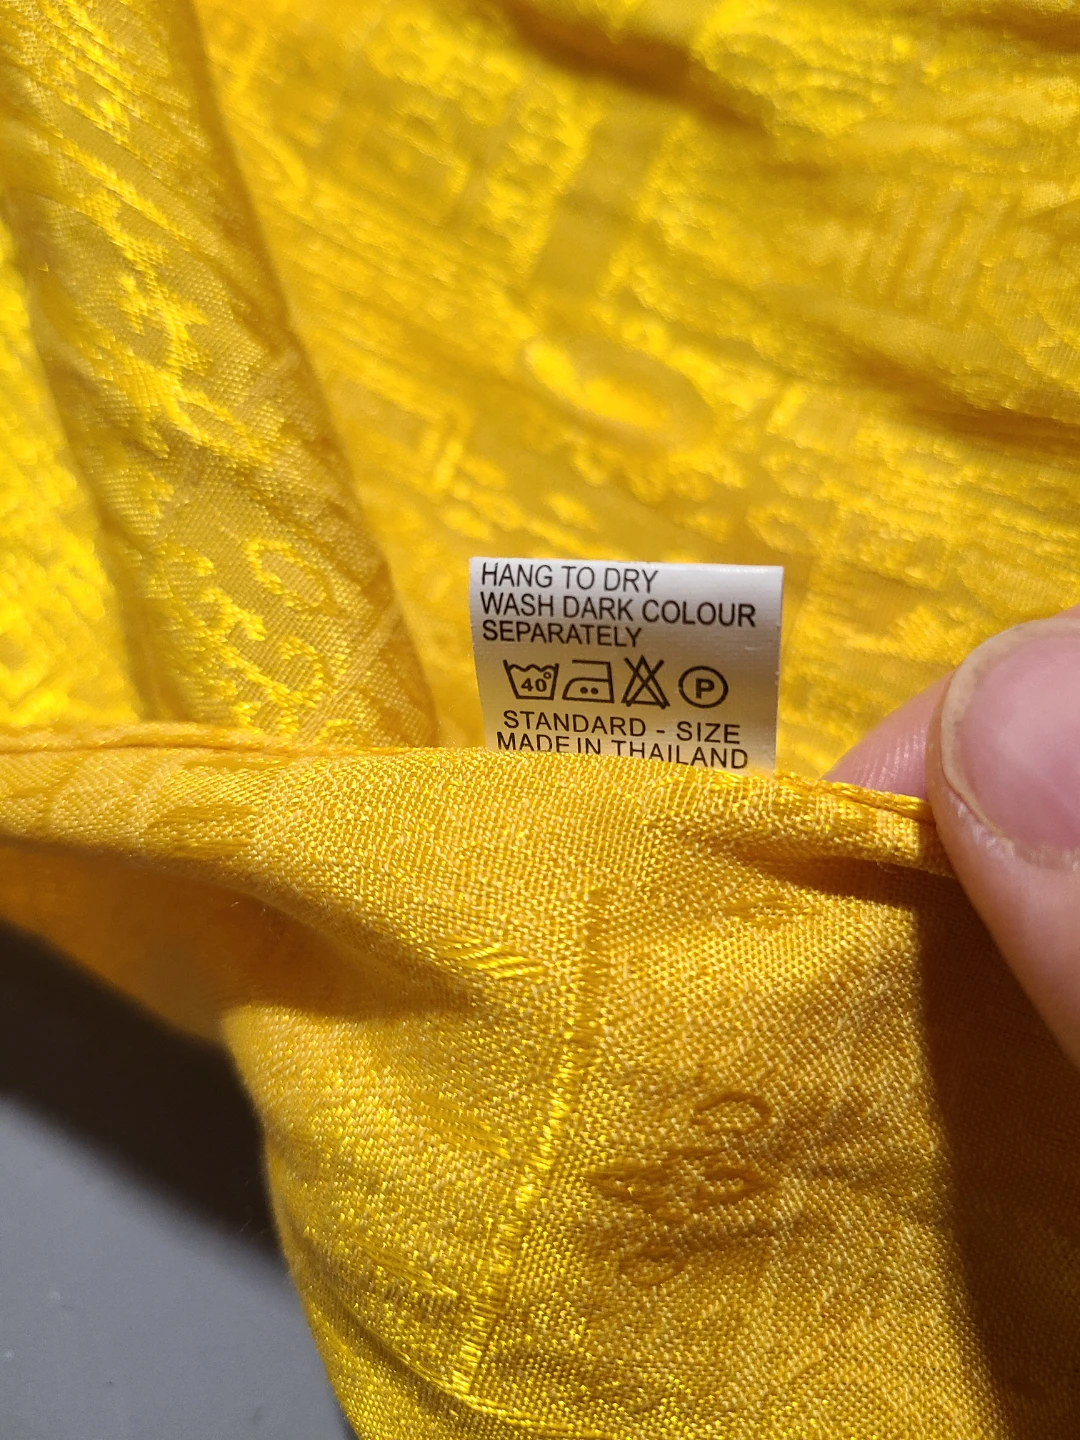 HANG TO DRY
WASH DARK COLOUR
SEPARATELY
40° P
STANDARD - SIZE
MADE IN THAILAND